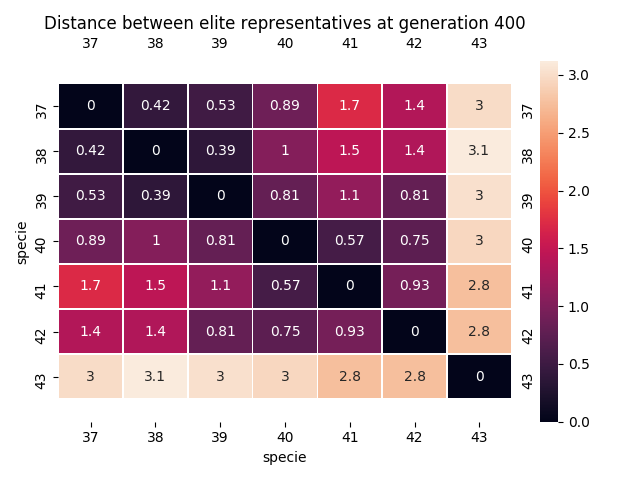 Distance between elite representatives at generation 400
37 38 39 40 41 42 43
37 0 0.42 0.53 0.89 1.7 1.4 3 37
38 0.42 0 0.39 1 1.5 1.4 3.1 38
39 0.53 0.39 0 0.81 1.1 0.81 3 39
40 0.89 1 0.81 0 0.57 0.75 3 40
41 1.7 1.5 1.1 0.57 0 0.93 2.8 41
42 1.4 1.4 0.81 0.75 0.93 0 2.8 42
43 3 3.1 3 3 2.8 2.8 0 43
37 38 39 40 41 42 43
specie
specie
3.0
2.5
2.0
1.5
1.0
0.5
0.0